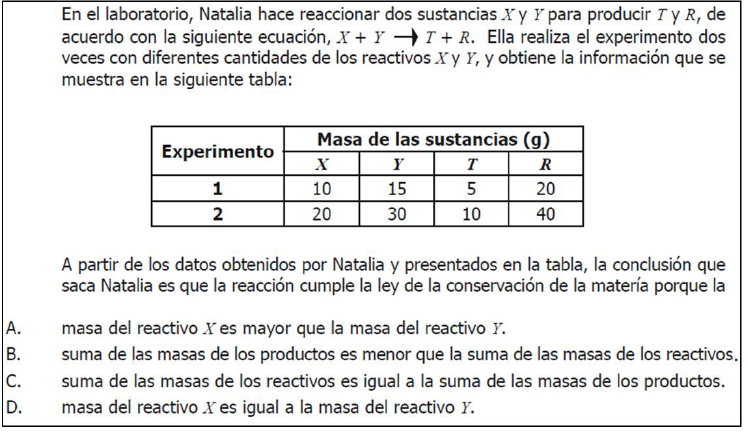 En el laboratorio, Natalia hace reaccionar dos sustancias X y Y para producir T y R, de
acuerdo con la siguiente ecuación, X + Y → T + R. Ella realiza el experimento dos
veces con diferentes cantidades de los reactivos X y Y, y obtiene la información que se
muestra en la siguiente tabla:
Experimento Masa de las sustancias (g)
X Y T R
1 10 15 5 20
2 20 30 10 40
A partir de los datos obtenidos por Natalia y presentados en la tabla, la conclusión que
saca Natalia es que la reacción cumple la ley de la conservación de la matería porque la
A. masa del reactivo X es mayor que la masa del reactivo Y.
B. suma de las masas de los productos es menor que la suma de las masas de los reactivos.
C. suma de las masas de los reactivos es igual a la suma de las masas de los productos.
D. masa del reactivo X es igual a la masa del reactivo Y.